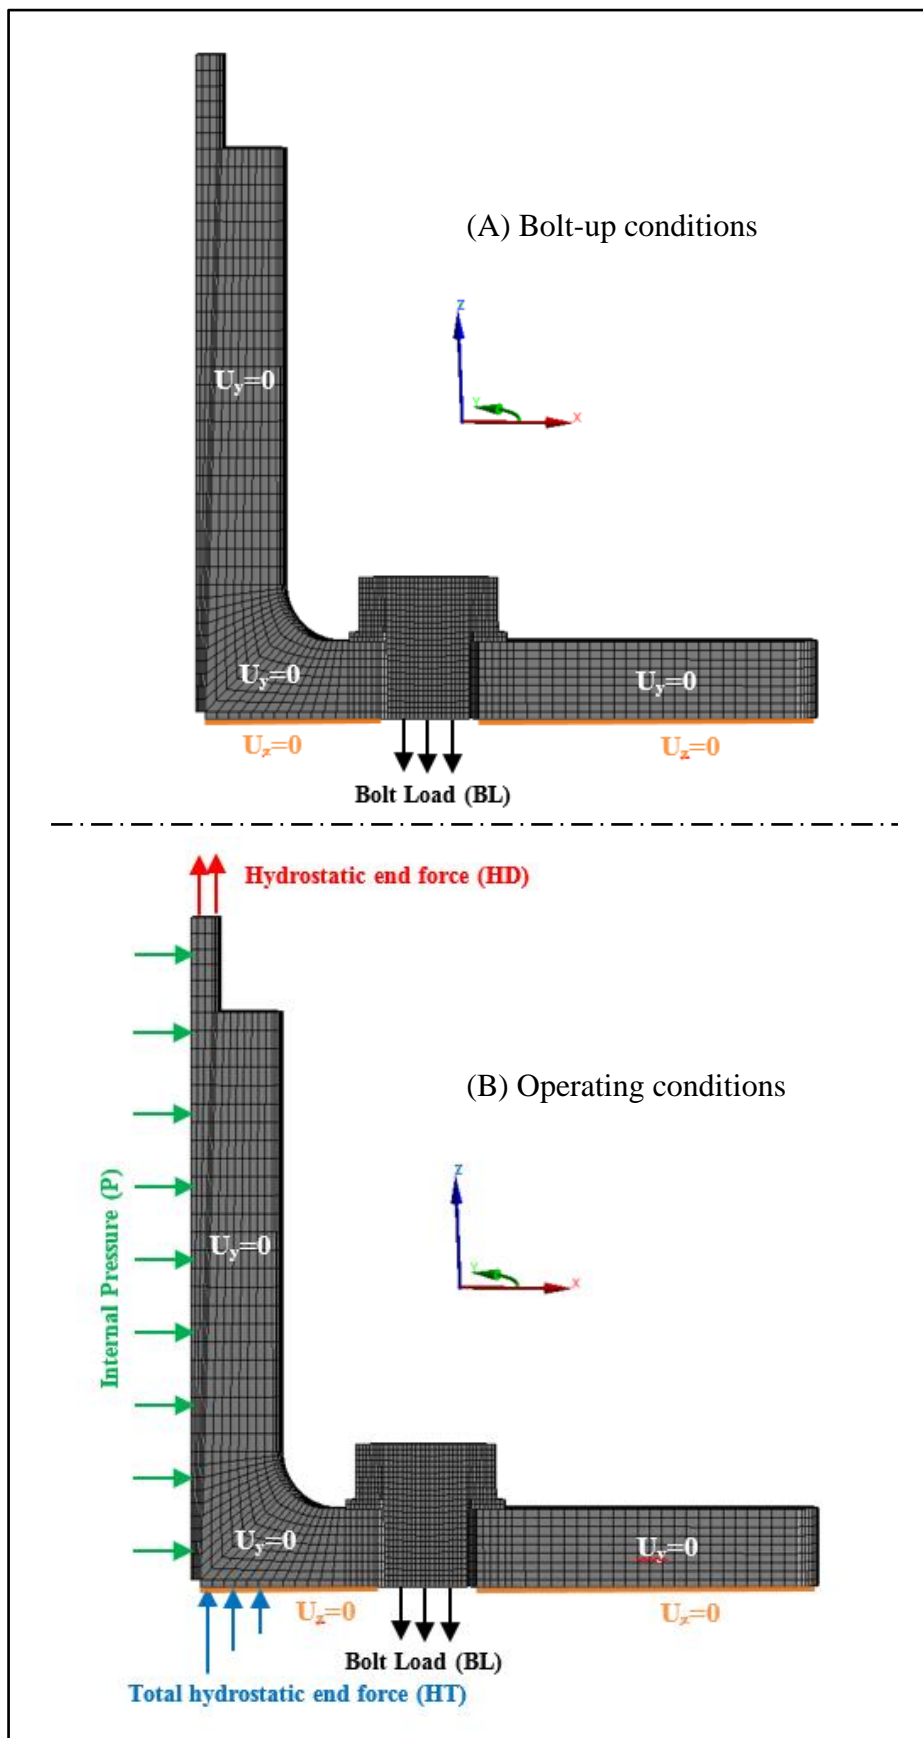 (A) Bolt-up conditions
Z
Y
X
Uy=0
Uy=0
Uy=0
Uz=0
Uz=0
Bolt Load (BL)
Hydrostatic end force (HD)
(B) Operating conditions
Internal Pressure (P)
Z
Y
X
Uy=0
Uy=0
Uy=0
Uz=0
Uz=0
Bolt Load (BL)
Total hydrostatic end force (HT)